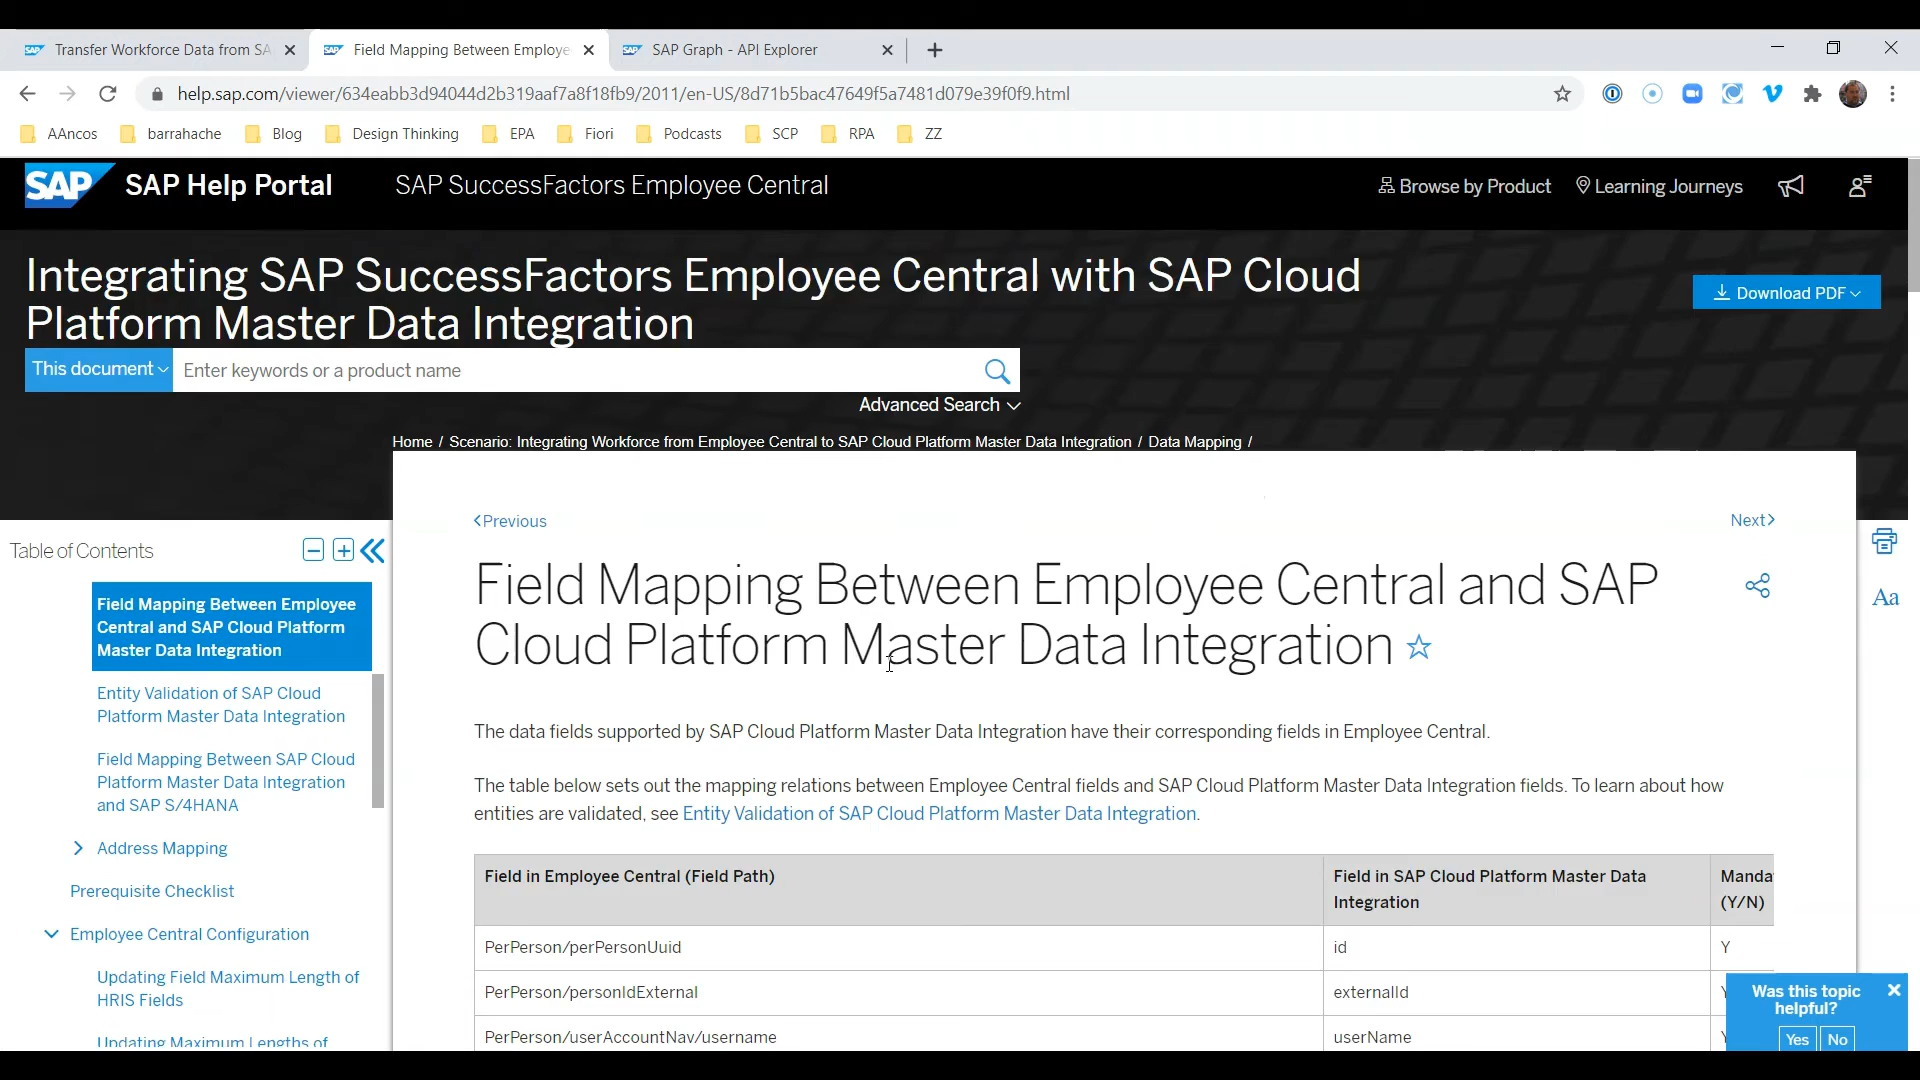 Transfer Workforce Data from SA
Field Mapping Between Employe
SAP Graph - API Explorer
help.sap.com/viewer/634eabb3d94044d2b319aaf7a8f18fb9/2011/en-US/8d71b5bac47649f5a7481d079e39f0f9.html
AAncos
barrahache
Blog
Design Thinking
EPA
Fiori
Podcasts
SCP
RPA
ZZ
SAP
SAP Help Portal
SAP SuccessFactors Employee Central
Browse by Product
Learning Journeys
Integrating SAP SuccessFactors Employee Central with SAP Cloud
Platform Master Data Integration
Download PDF
This document
Enter keywords or a product name
Advanced Search
Home / Scenario: Integrating Workforce from Employee Central to SAP Cloud Platform Master Data Integration / Data Mapping /
Table of Contents
Field Mapping Between Employee
Central and SAP Cloud Platform
Master Data Integration
Entity Validation of SAP Cloud
Platform Master Data Integration
Field Mapping Between SAP Cloud
Platform Master Data Integration
and SAP S/4HANA
Address Mapping
Prerequisite Checklist
Employee Central Configuration
Updating Field Maximum Length of
HRIS Fields
Updating Maximum Lengths of
Previous
Next
Field Mapping Between Employee Central and SAP
Cloud Platform Master Data Integration
Aa
The data fields supported by SAP Cloud Platform Master Data Integration have their corresponding fields in Employee Central.
The table below sets out the mapping relations between Employee Central fields and SAP Cloud Platform Master Data Integration fields. To learn about how
entities are validated, see Entity Validation of SAP Cloud Platform Master Data Integration.
Field in Employee Central (Field Path)
Field in SAP Cloud Platform Master Data
Integration
Manda
(Y/N)
PerPerson/perPersonUuid
id
Y
PerPerson/personIdExternal
externalId
PerPerson/userAccountNav/username
userName
Was this topic
helpful?
Yes
No